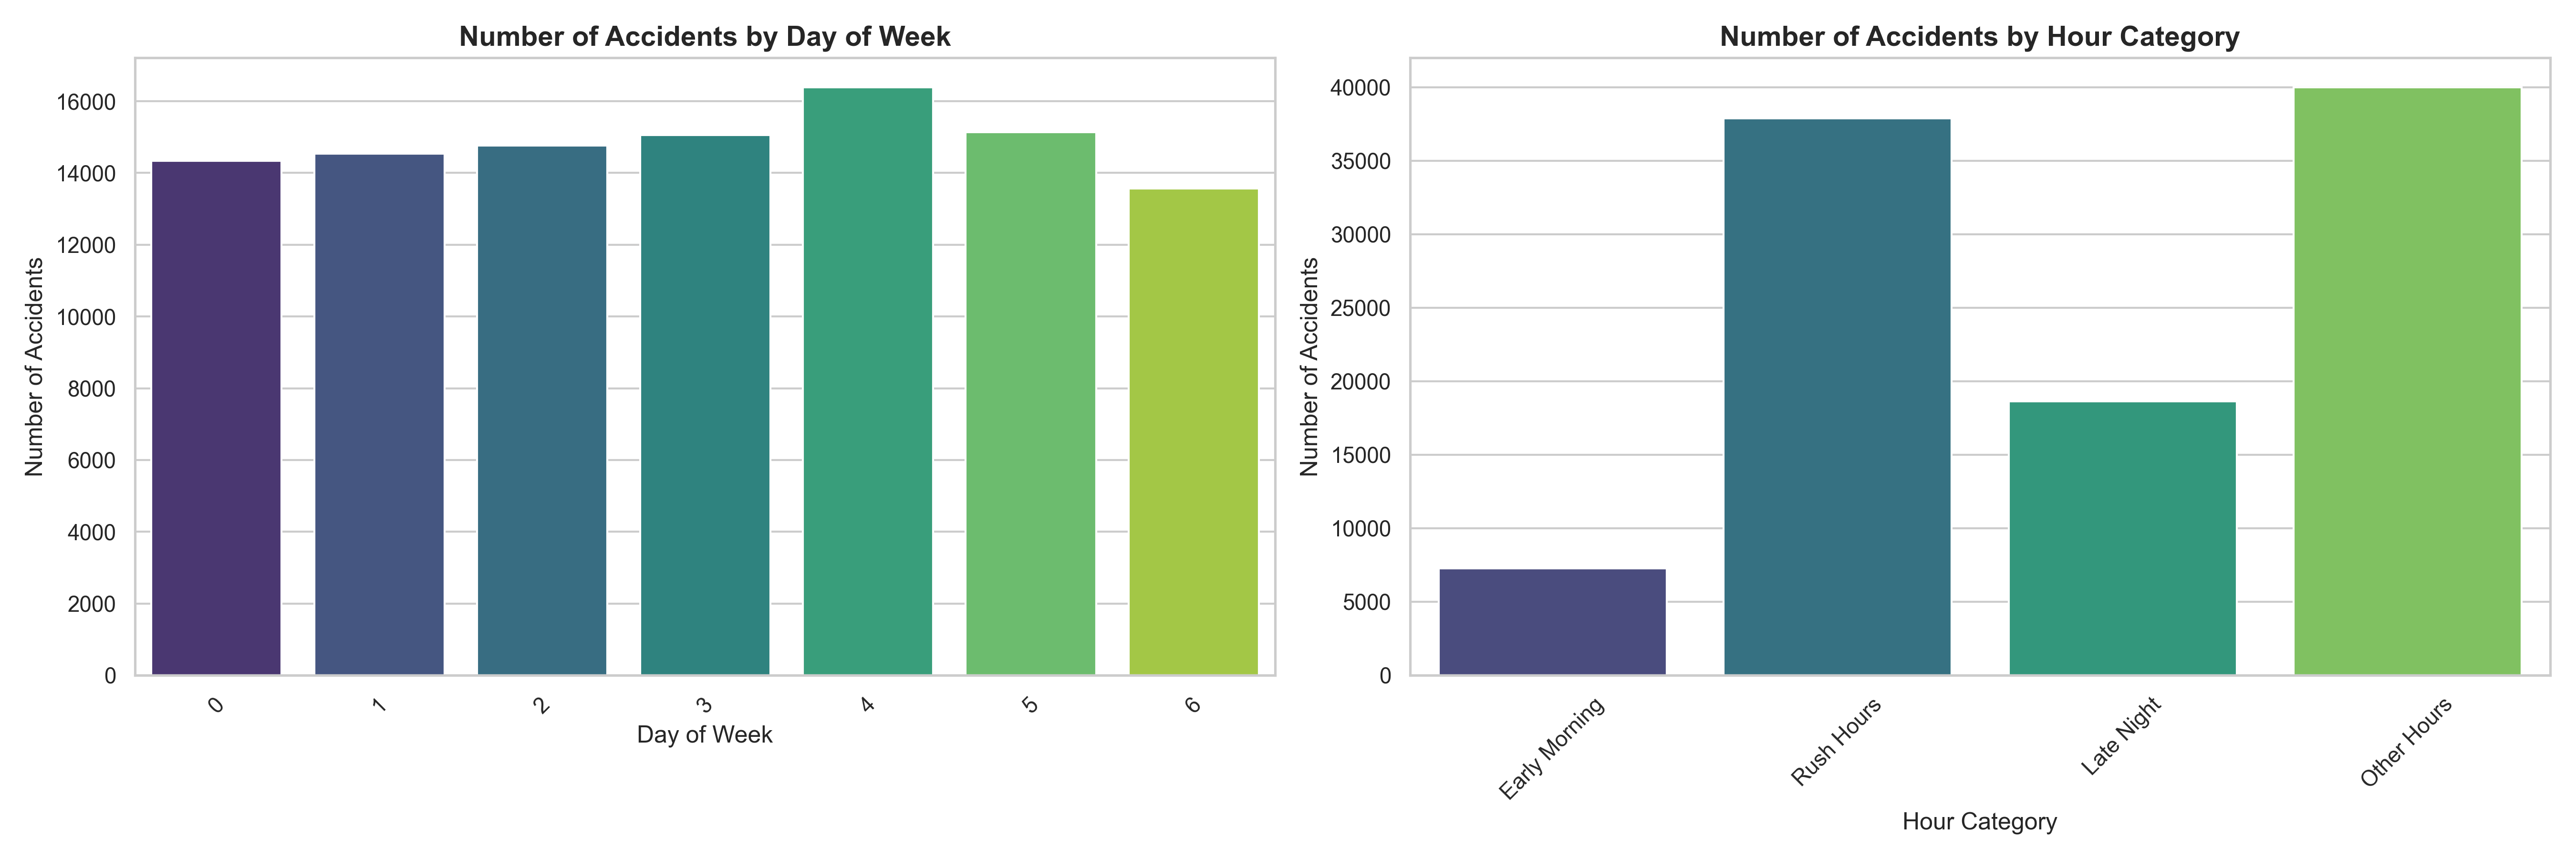 Number of Accidents by Day of Week
Number of Accidents
16000
14000
12000
10000
8000
6000
4000
2000
0
0 1 2 3 4 5 6
Day of Week
Number of Accidents by Hour Category
Number of Accidents
40000
35000
30000
25000
20000
15000
10000
5000
0
Early Morning Rush Hours Late Night Other Hours
Hour Category